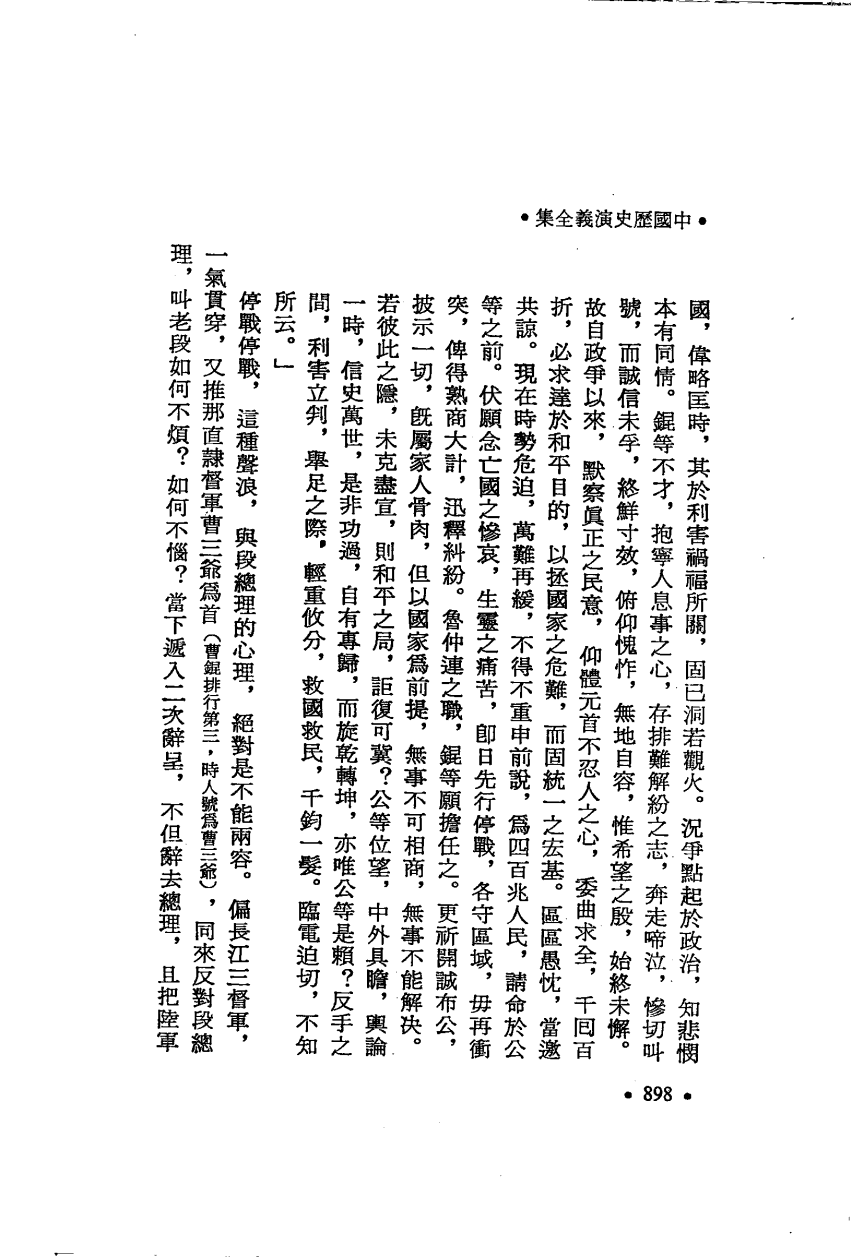 •中國歷史演義全集•
國，偉略匡時，其於利害禍福所關，固已洞若觀火。況爭點起於政治，知悲憫
本有同情。錕等不才，抱寧人息事之心，存排難解紛之志，奔走啼泣，慘切叫
號，而誠信未孚，終鮮寸效，俯仰愧怍，無地自容，惟希望之殷，始終未懈。
故自政爭以來，默察眞正之民意，仰體元首不忍人之心，委曲求全，千囘百
折，必求達於和平目的，以拯國家之危難，而固統一之宏基。區區愚忱，當邀
共諒。現在時勢危迫，萬難再緩，不得不重申前說，爲四百兆人民，請命於公
等之前。伏願念亡國之慘哀，生靈之痛苦，卽日先行停戰，各守區域，毋再衝
突，俾得熟商大計，迅釋糾紛。魯仲連之職，錕等願擔任之。更祈開誠布公，
披示一切，旣屬家人骨肉，但以國家爲前提，無事不可相商，無事不能解決。
若彼此之隱，未克盡宣，則和平之局，詎復可冀？公等位望，中外具瞻，輿論
一時，信史萬世，是非功過，自有專歸，而旋乾轉坤，亦唯公等是賴？反手之
間，利害立判，舉足之際，輕重攸分，救國救民，千鈞一髮。臨電迫切，不知
所云。」
停戰停戰，這種聲浪，與段總理的心理，絕對是不能兩容。偏長江三督軍，
一氣貫穿，又推那直隸督軍曹三爺爲首（曹錕排行第三，時人號爲曹三爺），同來反對段總
理，叫老段如何不煩？如何不惱？當下遞入二次辭呈，不但辭去總理，且把陸軍
• 898 •